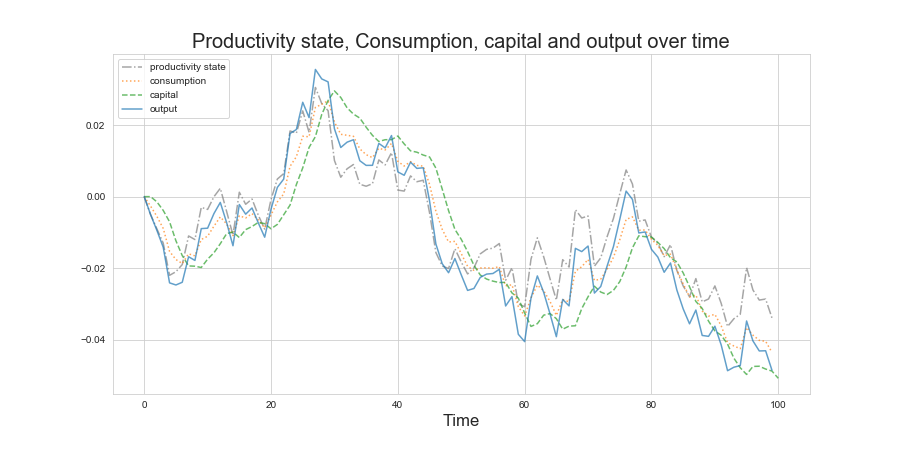 Productivity state, Consumption, capital and output over time
productivity state
consumption
capital
output
0.02
0.00
−0.02
−0.04
0 20 40 60 80 100
Time